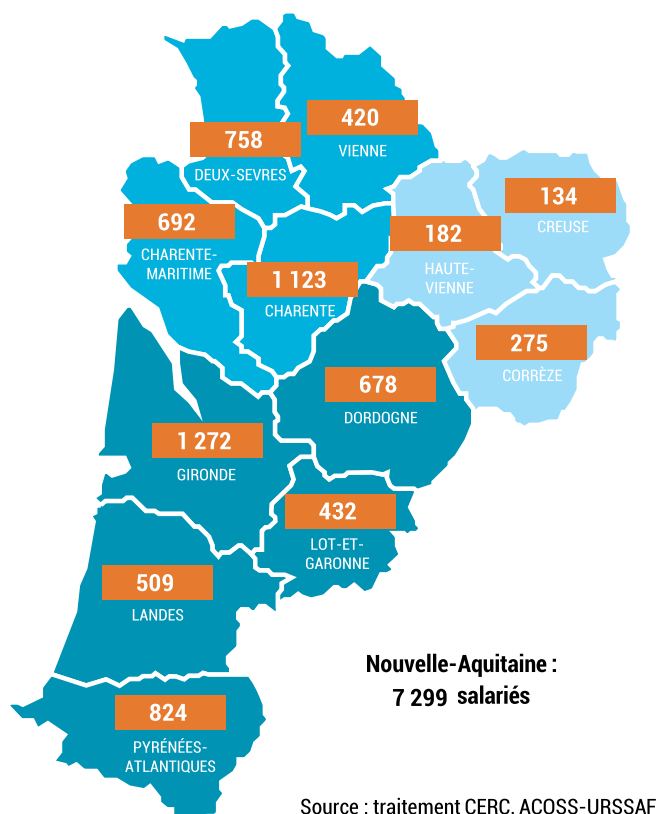 420
VIENNE
758
DEUX-SEVRES
134
CREUSE
692
CHARENTE-
MARITIME
182
HAUTE-
VIENNE
1 123
CHARENTE
275
CORRÈZE
678
DORDOGNE
1 272
GIRONDE
432
LOT-ET-
GARONNE
509
LANDES
Nouvelle-Aquitaine :
7 299 salariés
824
PYRÉNÉES-
ATLANTIQUES
Source : traitement CERC, ACOSS-URSSAF